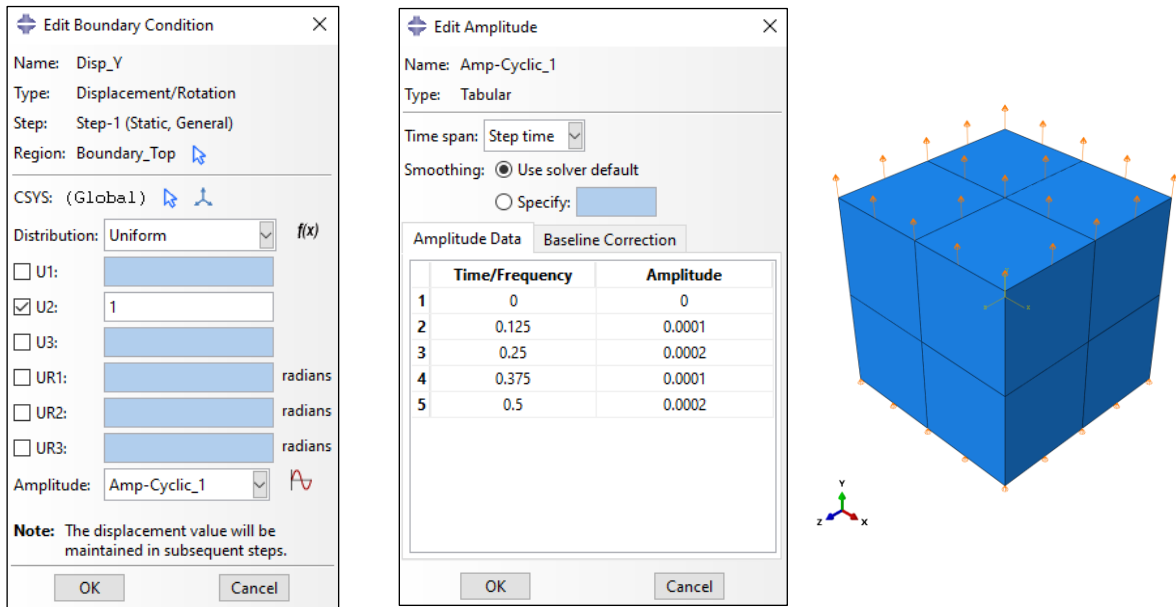 Edit Boundary Condition
Name: Disp_Y
Type: Displacement/Rotation
Step: Step-1 (Static, General)
Region: Boundary_Top
CSYS: (Global)
Distribution: Uniform f(x)
U1:
U2: 1
U3:
UR1: radians
UR2: radians
UR3: radians
Amplitude: Amp-Cyclic_1
Note: The displacement value will be
maintained in subsequent steps.
OK Cancel
Edit Amplitude
Name: Amp-Cyclic_1
Type: Tabular
Time span: Step time
Smoothing: Use solver default
Specify:
Amplitude Data Baseline Correction
Time/Frequency Amplitude
1 0 0
2 0.125 0.0001
3 0.25 0.0002
4 0.375 0.0001
5 0.5 0.0002
OK Cancel
Y
Z X